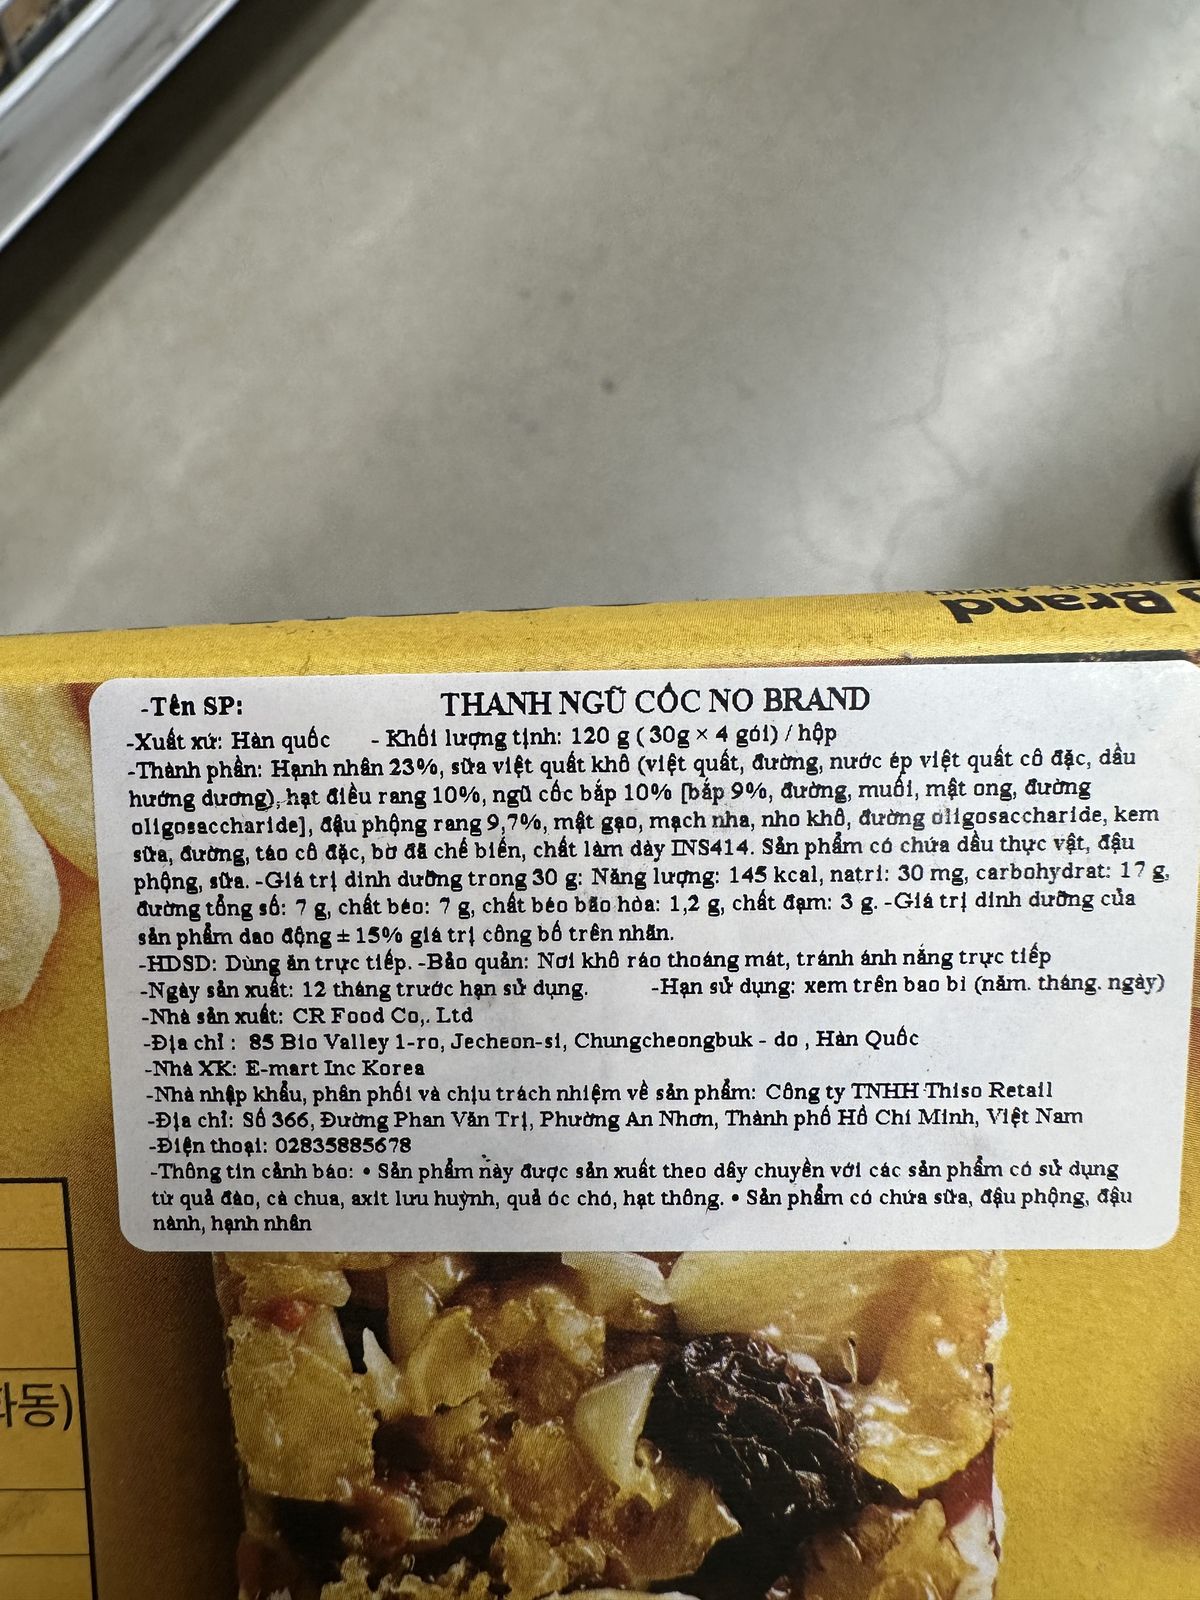 Brand
-Tên SP: THANH NGŨ CỐC NO BRAND
-Xuất xứ: Hàn quốc - Khối lượng tịnh: 120 g ( 30g × 4 gói) / hộp
-Thành phần: Hạnh nhân 23%, sữa việt quất khô (việt quất, đường, nước ép việt quất cô đặc, dầu
hướng dương), hạt điều rang 10%, ngũ cốc bắp 10% [bắp 9%, đường, muối, mật ong, đường
oligosaccharide], đậu phộng rang 9,7%, mật gạo, mạch nha, nho khô, đường oligosaccharide, kem
sữa, đường, táo cô đặc, bơ đã chế biến, chất làm dày INS414. Sản phẩm có chứa dầu thực vật, đậu
phộng, sữa. -Giá trị dinh dưỡng trong 30 g: Năng lượng: 145 kcal, natri: 30 mg, carbohydrat: 17 g,
đường tổng số: 7 g, chất béo: 7 g, chất béo bão hòa: 1,2 g, chất đạm: 3 g. -Giá trị dinh dưỡng của
sản phẩm dao động ± 15% giá trị công bố trên nhãn.
-HDSD: Dùng ăn trực tiếp. -Bảo quản: Nơi khô ráo thoáng mát, tránh ánh nắng trực tiếp
-Ngày sản xuất: 12 tháng trước hạn sử dụng. -Hạn sử dụng: xem trên bao bì (năm. tháng. ngày)
-Nhà sản xuất: CR Food Co,. Ltd
-Địa chỉ : 85 Bio Valley 1-ro, Jecheon-si, Chungcheongbuk - do , Hàn Quốc
-Nhà XK: E-mart Inc Korea
-Nhà nhập khẩu, phân phối và chịu trách nhiệm về sản phẩm: Công ty TNHH Thiso Retail
-Địa chỉ: Số 366, Đường Phan Văn Trị, Phường An Nhơn, Thành phố Hồ Chí Minh, Việt Nam
-Điện thoại: 02835885678
-Thông tin cảnh báo: • Sản phẩm này được sản xuất theo dây chuyền với các sản phẩm có sử dụng
từ quả đào, cà chua, axit lưu huỳnh, quả óc chó, hạt thông. • Sản phẩm có chứa sữa, đậu phộng, đậu
nành, hạnh nhân
동)